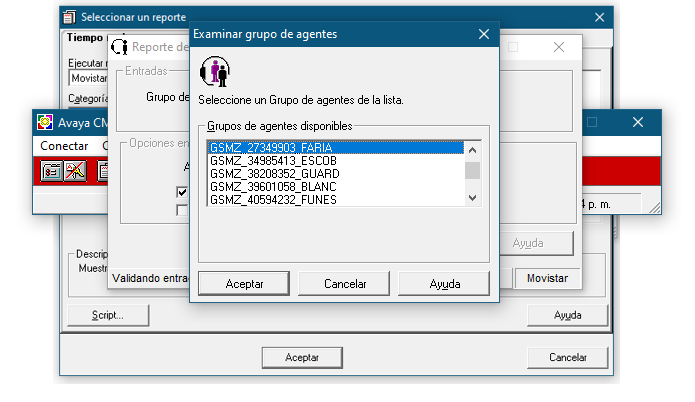 Seleccionar un reporte
Tiempo
Ejecutar
Movistar
Categoría
Reporte de
Entradas
Grupo de
Opciones en
Validando entra
Ayuda
Movistar
Avaya CM
Conectar
p. m.
Examinar grupo de agentes
Seleccione un Grupo de agentes de la lista.
Grupos de agentes disponibles
GSMZ_27349903_FARIA
GSMZ_34985413_ESCOB
GSMZ_38208352_GUARD
GSMZ_39601058_BLANC
GSMZ_40594232_FUNES
Aceptar Cancelar Ayuda
Descrip
Muestr
Script... Ayuda
Aceptar Cancelar